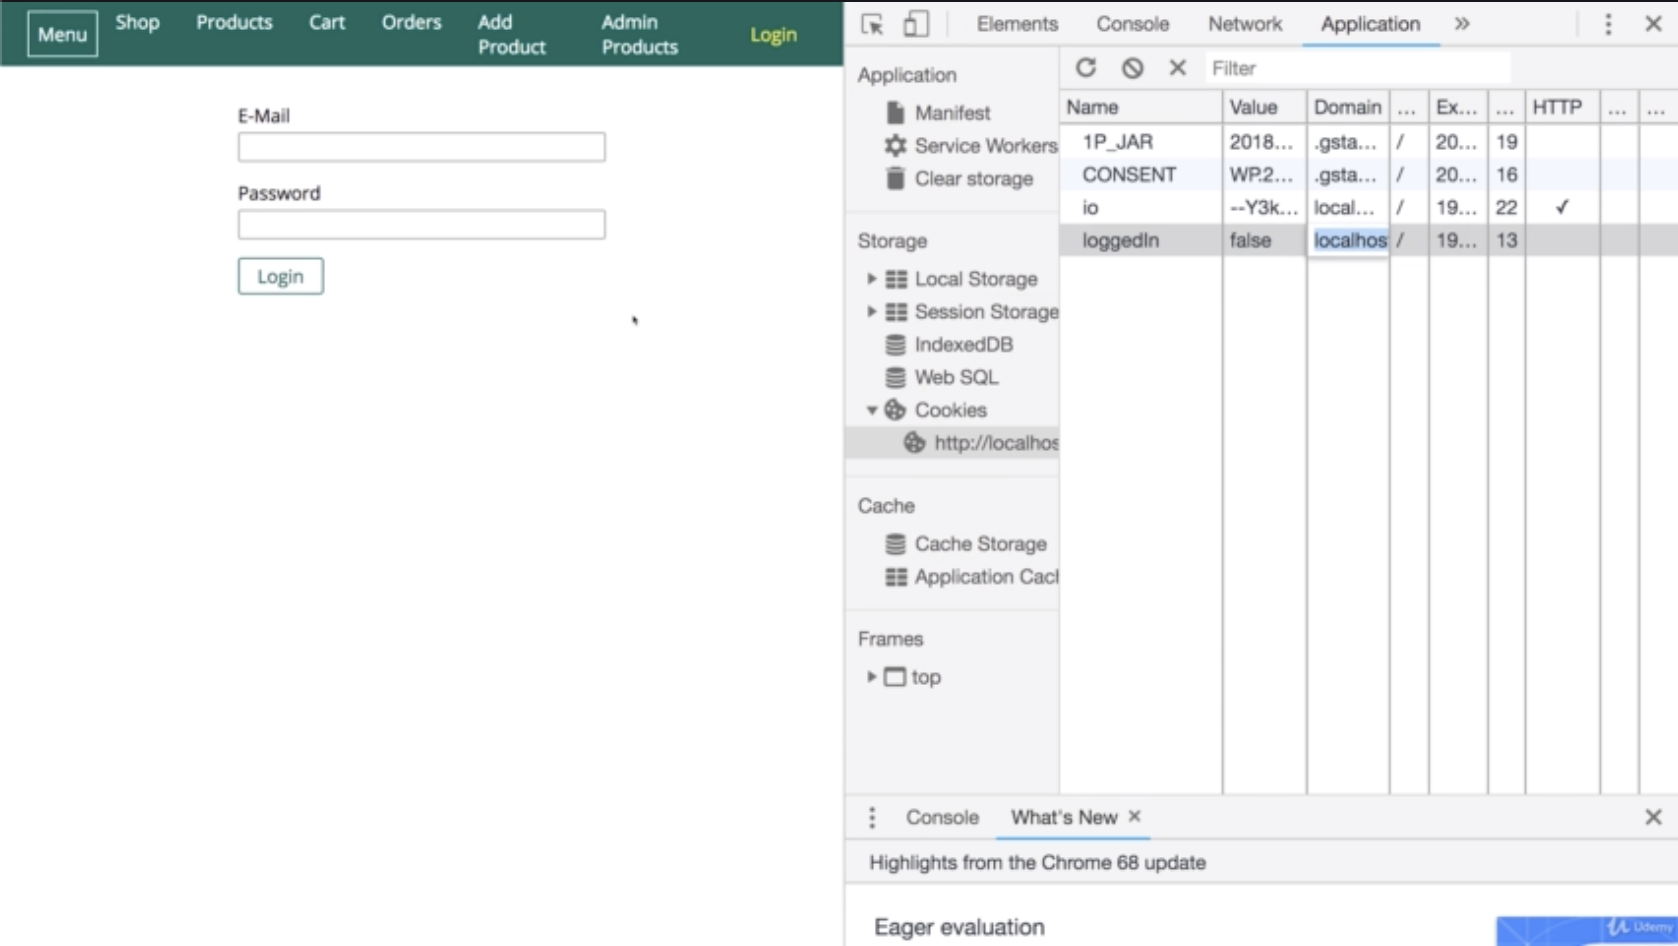 Menu
Shop
Products
Cart
Orders
Add
Product
Admin
Products
Login
E-Mail
Password
Login
Elements
Console
Network
Application
Application
Manifest
Service Workers
Clear storage
Storage
Local Storage
Session Storage
IndexedDB
Web SQL
Cookies
http://localhos
Cache
Cache Storage
Application Cach
Frames
top
Filter
Name Value Domain ... Ex... ... HTTP ... ...
1P_JAR 2018... .gsta... / 20... 19
CONSENT WP.2... .gsta... / 20... 16
io --Y3k... local... / 19... 22 ✓
loggedIn false localhos / 19... 13
Console
What's New
Highlights from the Chrome 68 update
Eager evaluation
Udemy